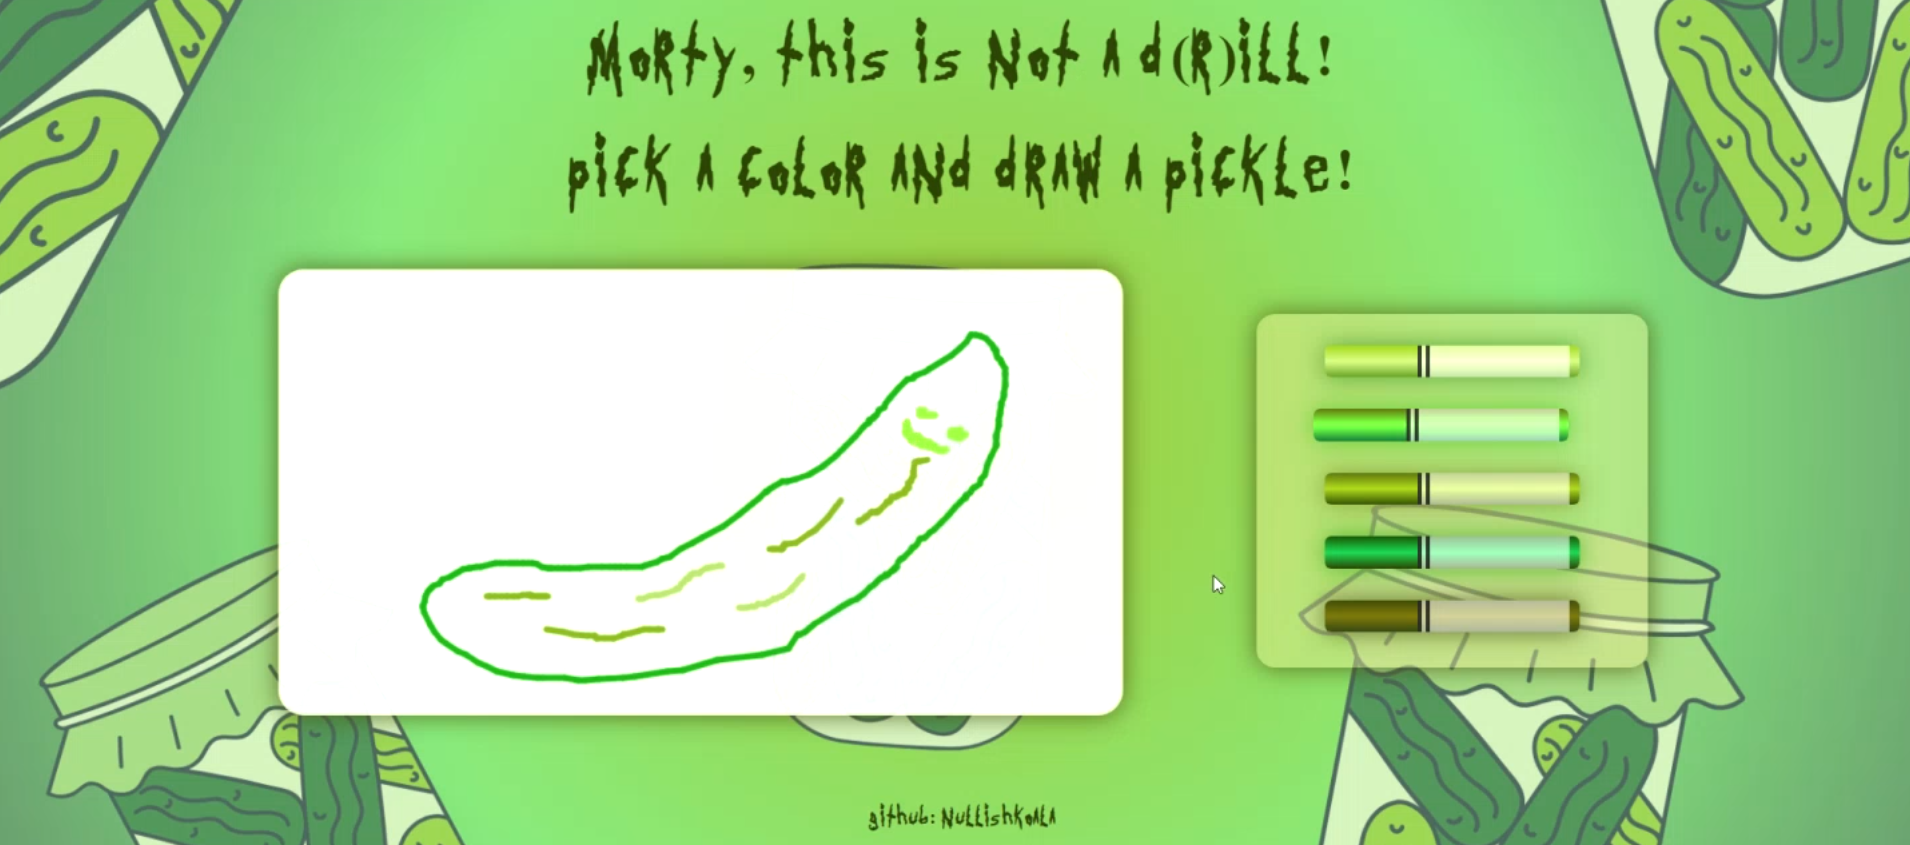 Morty, this is Not A d(R)ill!
pick A coloR ANd dRAW A pickle!
github: NullishKoAlA